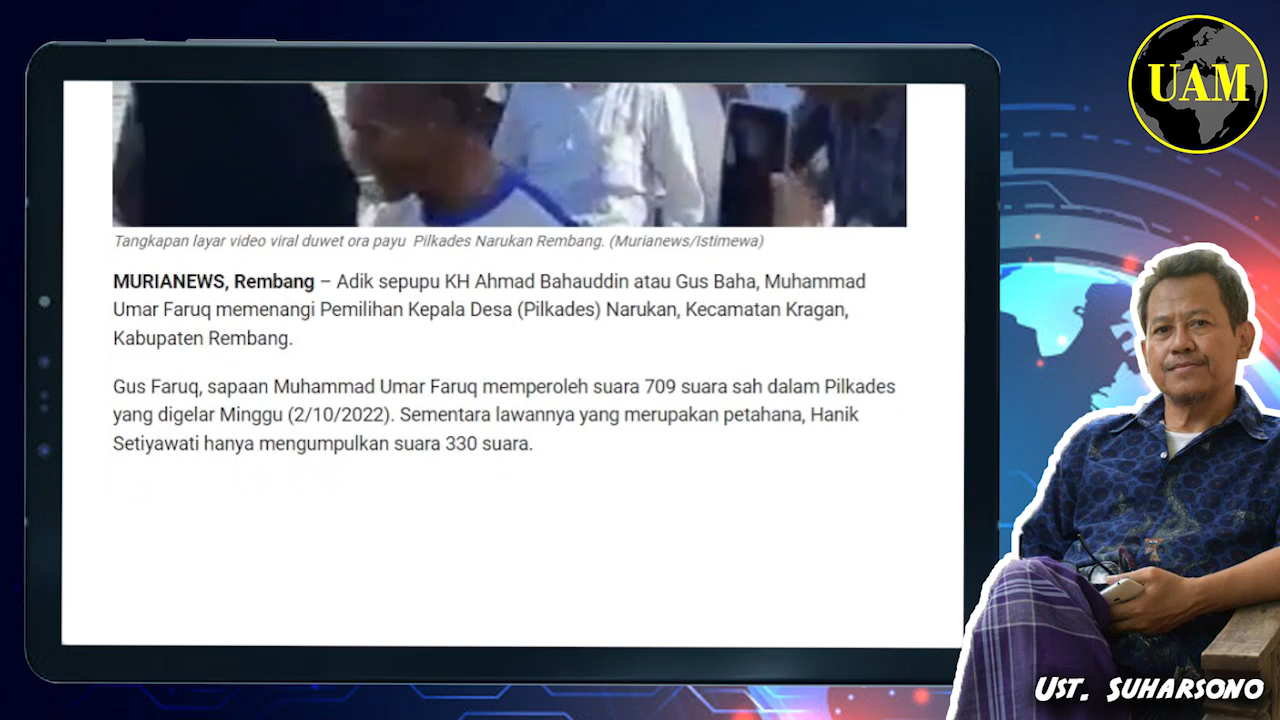 UAM
Tangkapan layar video viral duwet ora payu Pilkades Narukan Rembang. (Murianews/Istimewa)
MURIANEWS, Rembang – Adik sepupu KH Ahmad Bahauddin atau Gus Baha, Muhammad
Umar Faruq memenangi Pemilihan Kepala Desa (Pilkades) Narukan, Kecamatan Kragan,
Kabupaten Rembang.
Gus Faruq, sapaan Muhammad Umar Faruq memperoleh suara 709 suara sah dalam Pilkades
yang digelar Minggu (2/10/2022). Sementara lawannya yang merupakan petahana, Hanik
Setiyawati hanya mengumpulkan suara 330 suara.
Ust. Suharsono